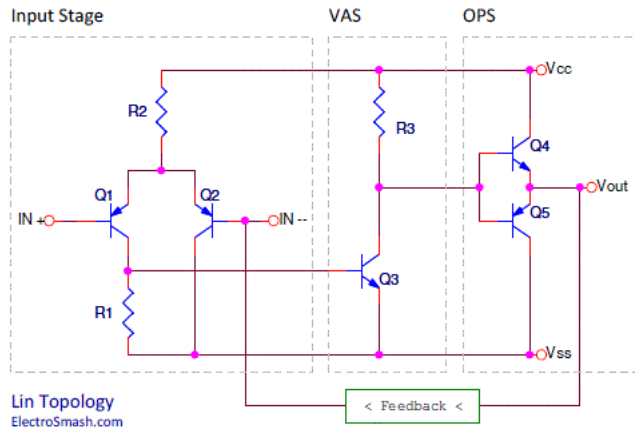 Input Stage
VAS
OPS
Vcc
R2
R3
Q4
Q1
Q2
IN +
IN --
Vout
Q5
Q3
R1
Vss
Lin Topology
ElectroSmash.com
< Feedback <